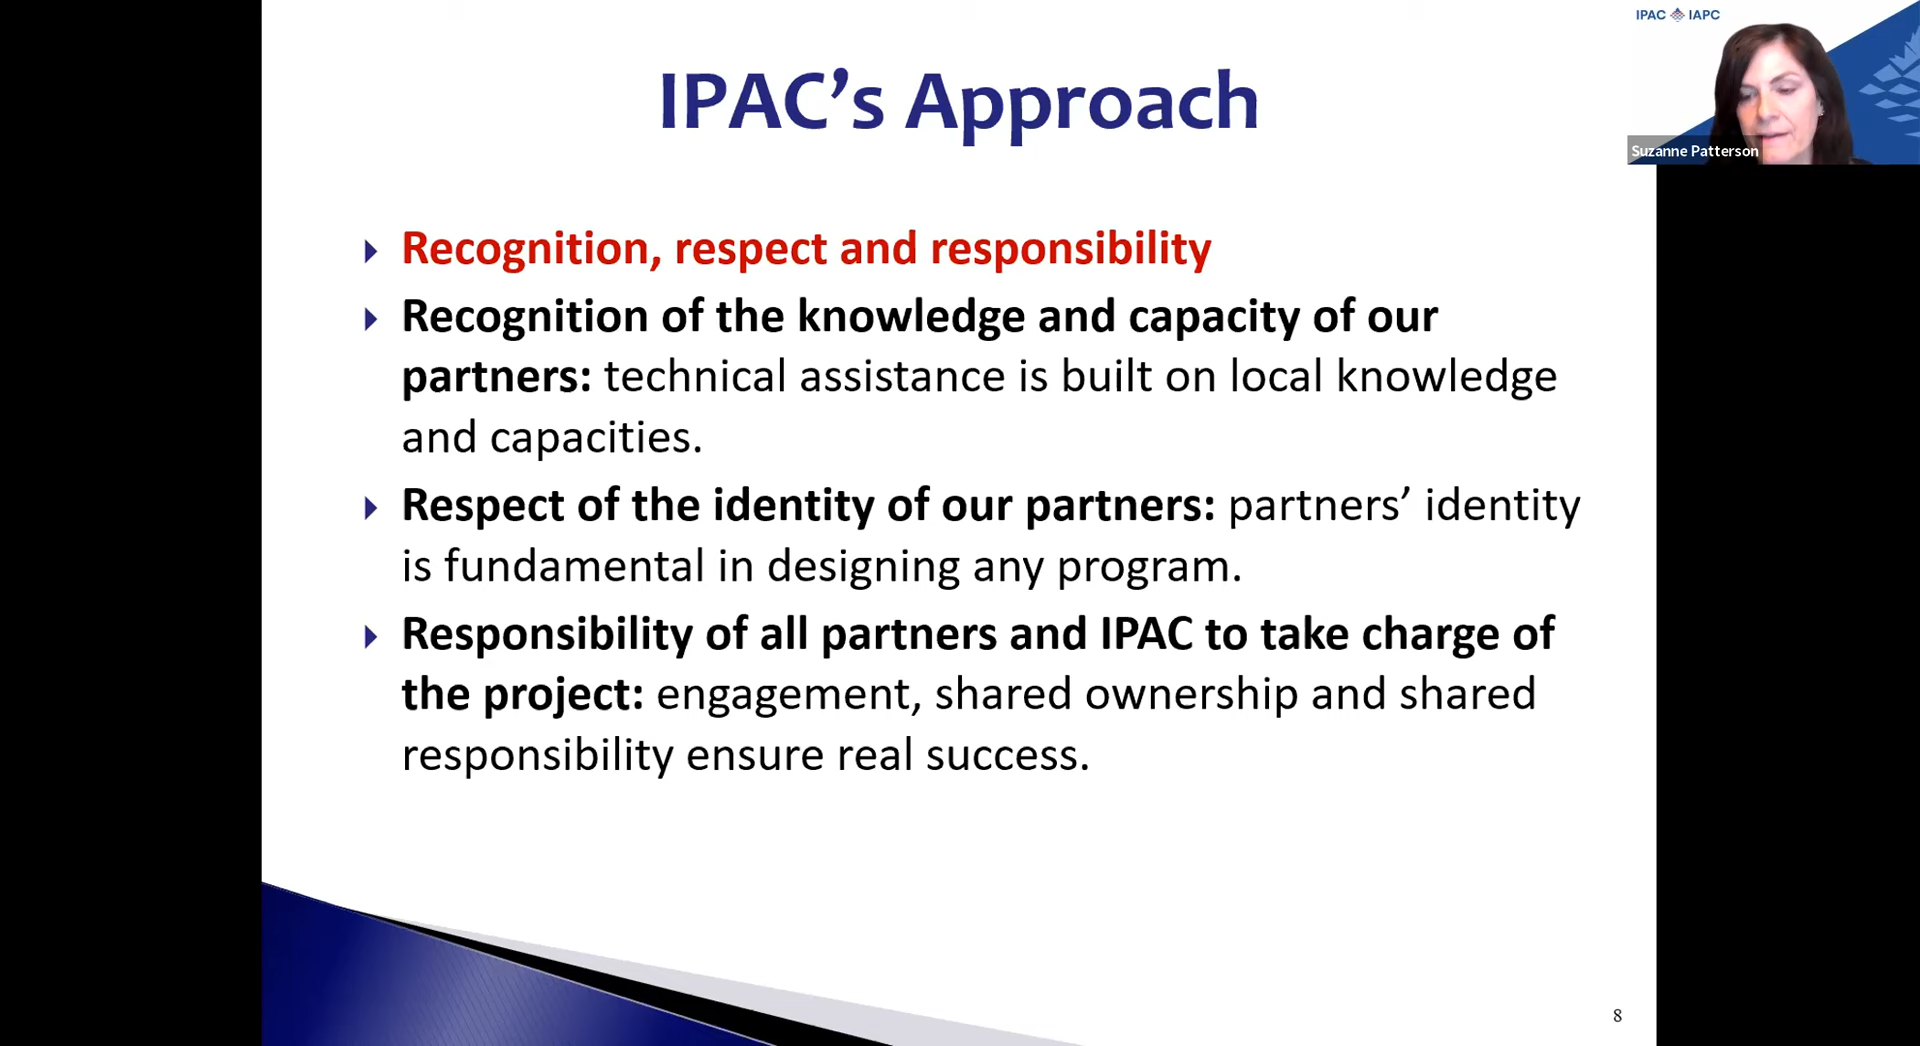 IPAC IAPC
Suzanne Patterson
IPAC’s Approach
Recognition, respect and responsibility
Recognition of the knowledge and capacity of our
partners: technical assistance is built on local knowledge
and capacities.
Respect of the identity of our partners: partners’ identity
is fundamental in designing any program.
Responsibility of all partners and IPAC to take charge of
the project: engagement, shared ownership and shared
responsibility ensure real success.
8